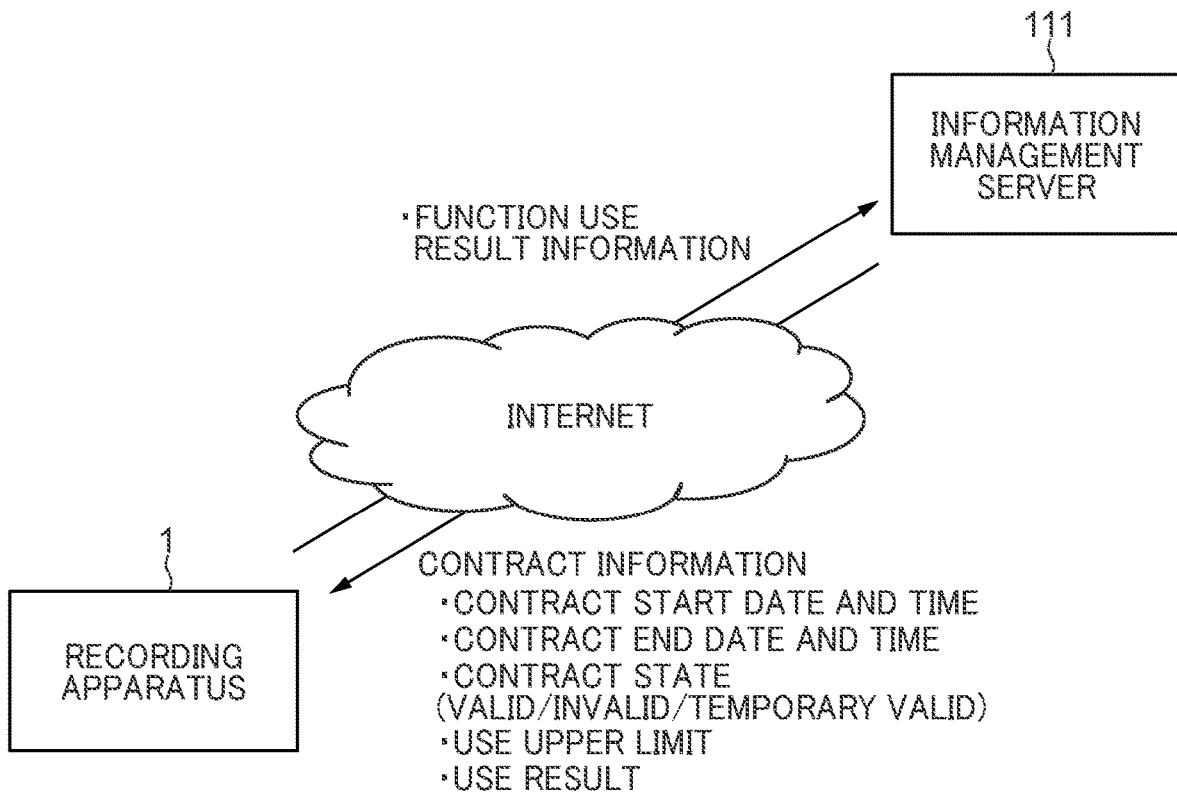 111
INFORMATION
MANAGEMENT
SERVER
・FUNCTION USE
RESULT INFORMATION
INTERNET
1
RECORDING
APPARATUS
CONTRACT INFORMATION
・CONTRACT START DATE AND TIME
・CONTRACT END DATE AND TIME
・CONTRACT STATE
(VALID/INVALID/TEMPORARY VALID)
・USE UPPER LIMIT
・USE RESULT